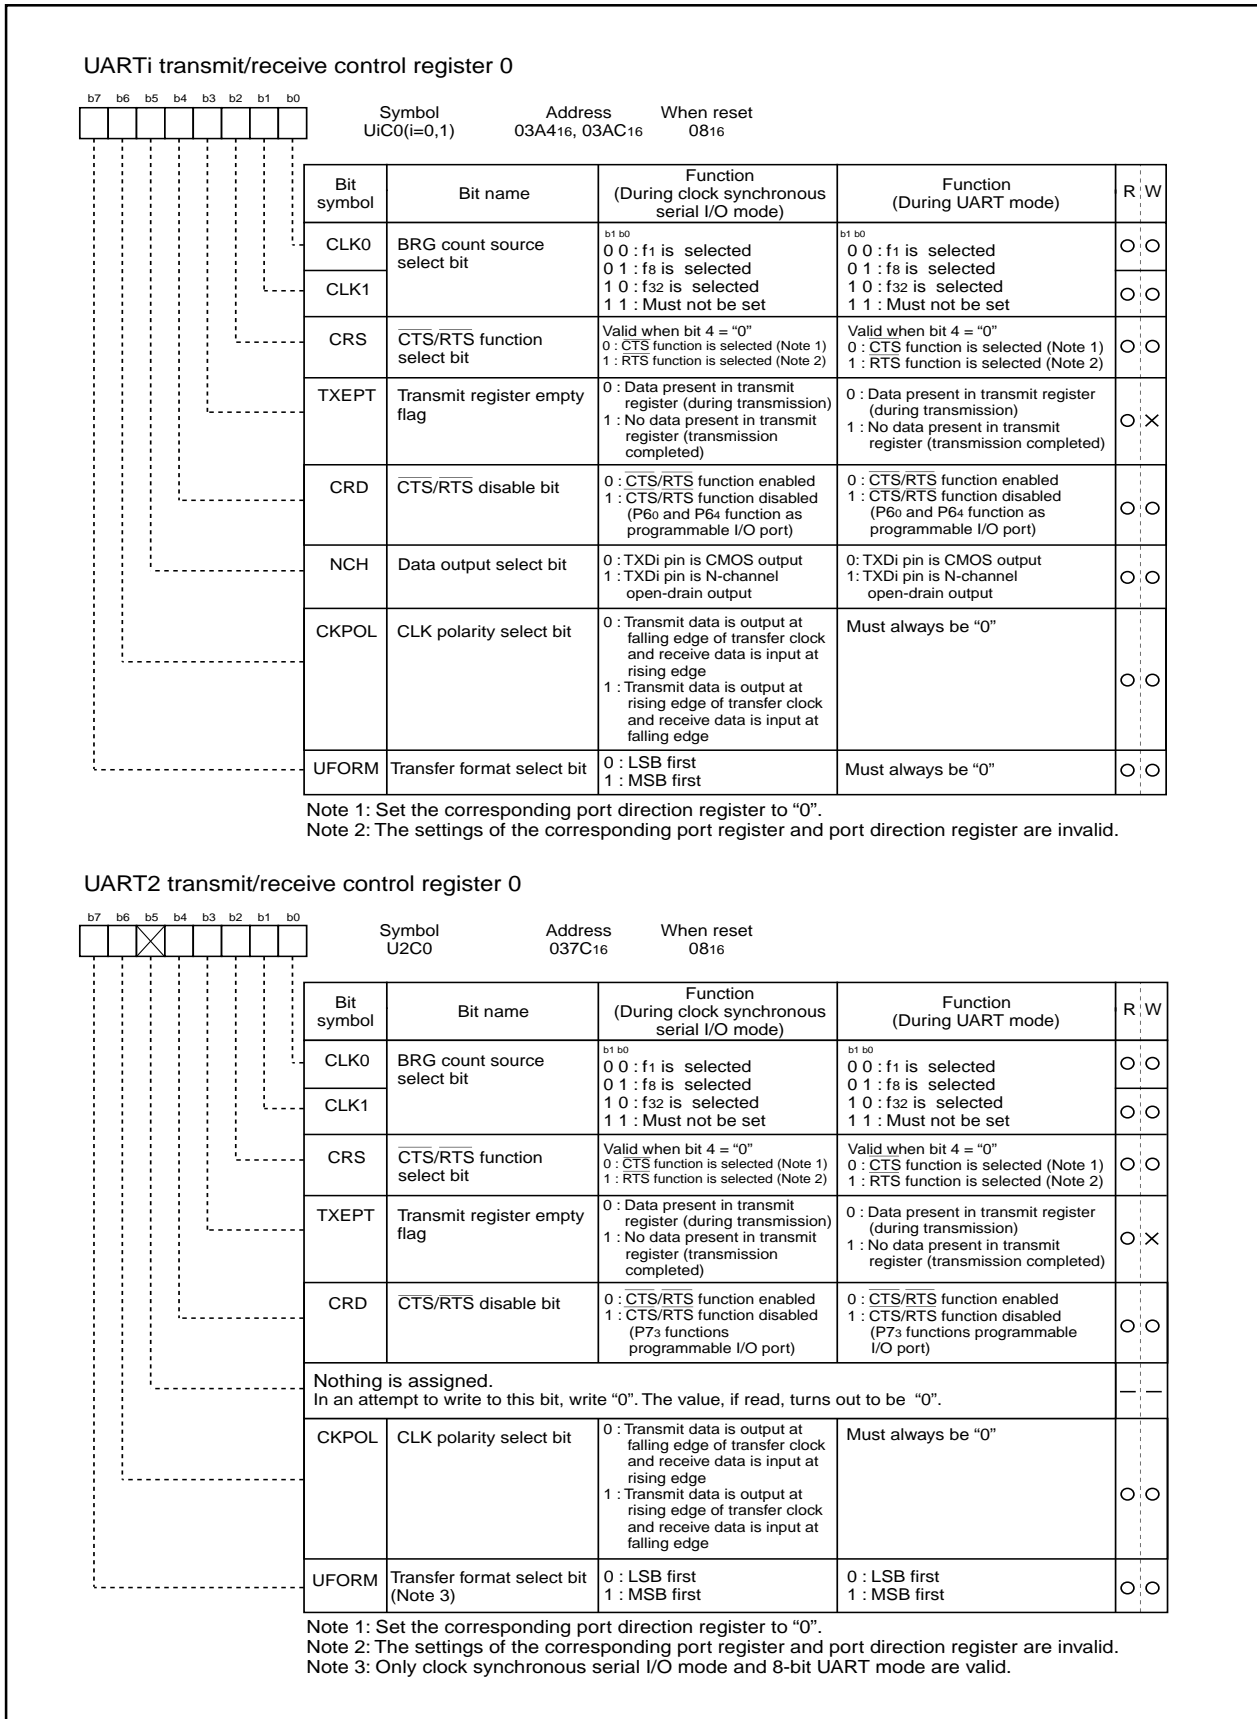 UARTi transmit/receive control register 0
b7 b6 b5 b4 b3 b2 b1 b0
Symbol Address When reset
UiC0(i=0,1) 03A416, 03AC16 0816
Bit symbol Bit name Function (During clock synchronous serial I/O mode) Function (During UART mode) R W
CLK0 BRG count source select bit
CLK1
b1 b0
0 0 : f1 is selected
0 1 : f8 is selected
1 0 : f32 is selected
1 1 : Must not be set
b1 b0
0 0 : f1 is selected
0 1 : f8 is selected
1 0 : f32 is selected
1 1 : Must not be set
CRS CTS/RTS function select bit
Valid when bit 4 = “0”
0 : CTS function is selected (Note 1)
1 : RTS function is selected (Note 2)
Valid when bit 4 = “0”
0 : CTS function is selected (Note 1)
1 : RTS function is selected (Note 2)
TXEPT Transmit register empty flag
0 : Data present in transmit
register (during transmission)
1 : No data present in transmit
register (transmission
completed)
0 : Data present in transmit register
(during transmission)
1 : No data present in transmit
register (transmission completed)
CRD CTS/RTS disable bit
0 : CTS/RTS function enabled
1 : CTS/RTS function disabled
(P60 and P64 function as
programmable I/O port)
0 : CTS/RTS function enabled
1 : CTS/RTS function disabled
(P60 and P64 function as
programmable I/O port)
NCH Data output select bit
0 : TXDi pin is CMOS output
1 : TXDi pin is N-channel
open-drain output
0: TXDi pin is CMOS output
1: TXDi pin is N-channel
open-drain output
CKPOL CLK polarity select bit
0 : Transmit data is output at
falling edge of transfer clock
and receive data is input at
rising edge
1 : Transmit data is output at
rising edge of transfer clock
and receive data is input at
falling edge
Must always be “0”
UFORM Transfer format select bit
0 : LSB first
1 : MSB first
Must always be “0”
Note 1: Set the corresponding port direction register to “0”.
Note 2: The settings of the corresponding port register and port direction register are invalid.
UART2 transmit/receive control register 0
b7 b6 b5 b4 b3 b2 b1 b0
Symbol Address When reset
U2C0 037C16 0816
Bit symbol Bit name Function (During clock synchronous serial I/O mode) Function (During UART mode) R W
CLK0 BRG count source select bit
CLK1
b1 b0
0 0 : f1 is selected
0 1 : f8 is selected
1 0 : f32 is selected
1 1 : Must not be set
b1 b0
0 0 : f1 is selected
0 1 : f8 is selected
1 0 : f32 is selected
1 1 : Must not be set
CRS CTS/RTS function select bit
Valid when bit 4 = “0”
0 : CTS function is selected (Note 1)
1 : RTS function is selected (Note 2)
Valid when bit 4 = “0”
0 : CTS function is selected (Note 1)
1 : RTS function is selected (Note 2)
TXEPT Transmit register empty flag
0 : Data present in transmit
register (during transmission)
1 : No data present in transmit
register (transmission
completed)
0 : Data present in transmit register
(during transmission)
1 : No data present in transmit
register (transmission completed)
CRD CTS/RTS disable bit
0 : CTS/RTS function enabled
1 : CTS/RTS function disabled
(P73 functions
programmable I/O port)
0 : CTS/RTS function enabled
1 : CTS/RTS function disabled
(P73 functions programmable
I/O port)
Nothing is assigned.
In an attempt to write to this bit, write “0”. The value, if read, turns out to be “0”.
CKPOL CLK polarity select bit
0 : Transmit data is output at
falling edge of transfer clock
and receive data is input at
rising edge
1 : Transmit data is output at
rising edge of transfer clock
and receive data is input at
falling edge
Must always be “0”
UFORM Transfer format select bit (Note 3)
0 : LSB first
1 : MSB first
0 : LSB first
1 : MSB first
Note 1: Set the corresponding port direction register to “0”.
Note 2: The settings of the corresponding port register and port direction register are invalid.
Note 3: Only clock synchronous serial I/O mode and 8-bit UART mode are valid.